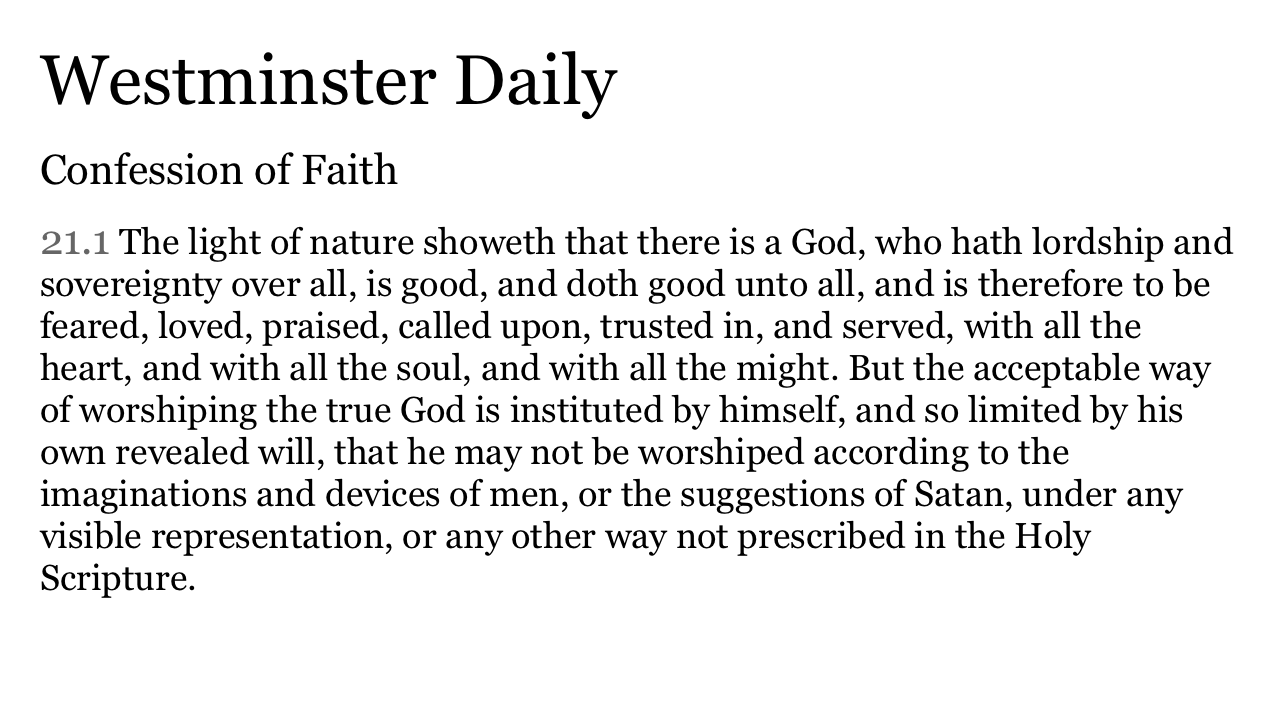 Westminster Daily
Confession of Faith
21.1 The light of nature showeth that there is a God, who hath lordship and
sovereignty over all, is good, and doth good unto all, and is therefore to be
feared, loved, praised, called upon, trusted in, and served, with all the
heart, and with all the soul, and with all the might. But the acceptable way
of worshiping the true God is instituted by himself, and so limited by his
own revealed will, that he may not be worshiped according to the
imaginations and devices of men, or the suggestions of Satan, under any
visible representation, or any other way not prescribed in the Holy
Scripture.